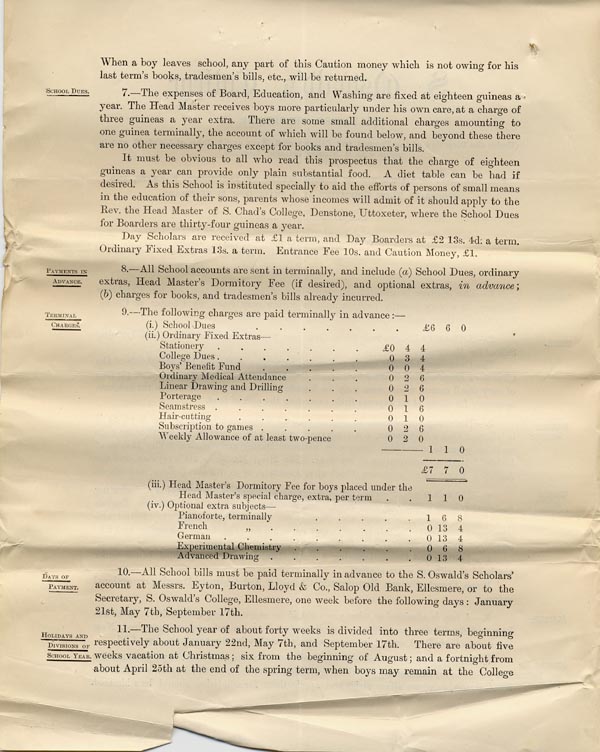 When a boy leaves school, any part of this Caution money which is not owing for his
last term's books, tradesmen's bills, etc., will be returned.
SCHOOL DUES. 7.—The expenses of Board, Education, and Washing are fixed at eighteen guineas a
year. The Head Master receives boys more particularly under his own care, at a charge of
three guineas a year extra. There are some small additional charges amounting to
one guinea terminally, the account of which will be found below, and beyond these there
are no other necessary charges except for books and tradesmen's bills.
It must be obvious to all who read this prospectus that the charge of eighteen
guineas a year can provide only plain substantial food. A diet table can be had if
desired. As this School is instituted specially to aid the efforts of persons of small means
in the education of their sons, parents whose incomes will admit of it should apply to the
Rev. the Head Master of S. Chad's College, Denstone, Uttoxeter, where the School Dues
for Boarders are thirty-four guineas a year.
Day Scholars are received at £1 a term, and Day Boarders at £2 13s. 4d. a term.
Ordinary Fixed Extras 13s. a term. Entrance Fee 10s. and Caution Money, £1.
PAYMENTS IN
ADVANCE.
8.—All School accounts are sent in terminally, and include (a) School Dues, ordinary
extras, Head Master's Dormitory Fee (if desired), and optional extras, in advance;
(b) charges for books, and tradesmen's bills already incurred.
TERMINAL
CHARGES.
9.—The following charges are paid terminally in advance :—
(i.) School Dues . . . . . . £6 6 0
(ii.) Ordinary Fixed Extras—
Stationery . . . . . . £0 4 4
College Dues . . . . . . 0 3 4
Boys' Benefit Fund . . . . . 0 0 4
Ordinary Medical Attendance . . . 0 2 6
Linear Drawing and Drilling . . . 0 2 6
Porterage . . . . . . 0 1 0
Seamstress . . . . . . 0 1 6
Hair-cutting . . . . . . 0 1 0
Subscription to games . . . . . 0 2 6
Weekly Allowance of at least two-pence 0 2 0
1 1 0
£7 7 0
(iii.) Head Master's Dormitory Fee for boys placed under the
Head Master's special charge, extra, per term . . 1 1 0
(iv.) Optional extra subjects—
Pianoforte, terminally . . . . . 1 6 8
French „ . . . . . . 0 13 4
German . . . . . . . 0 13 4
Experimental Chemistry . . . . . 0 6 8
Advanced Drawing . . . . . . 0 13 4
DAYS OF
PAYMENT.
10.—All School bills must be paid terminally in advance to the S. Oswald's Scholars'
account at Messrs. Eyton, Burton, Lloyd & Co., Salop Old Bank, Ellesmere, or to the
Secretary, S. Oswald's College, Ellesmere, one week before the following days: January
21st, May 7th, September 17th.
HOLIDAYS AND
DIVISIONS OF
SCHOOL YEAR.
11.—The School year of about forty weeks is divided into three terms, beginning
respectively about January 22nd, May 7th, and September 17th. There are about five
weeks vacation at Christmas; six from the beginning of August; and a fortnight from
about April 25th at the end of the spring term, when boys may remain at the College